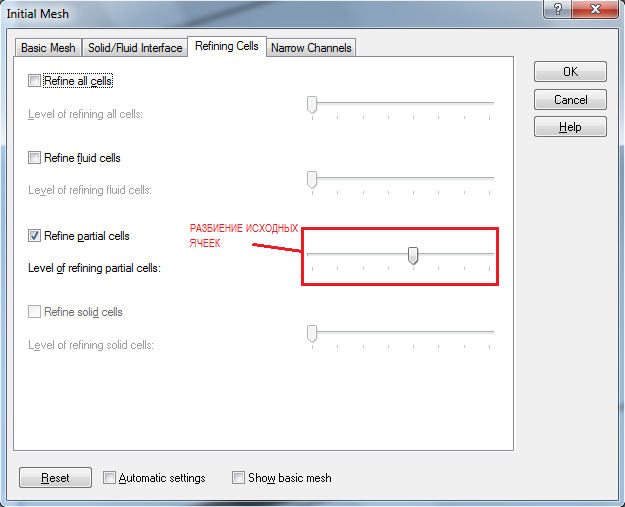 Initial Mesh
?
Basic Mesh
Solid/Fluid Interface
Refining Cells
Narrow Channels
OK
Cancel
Help
Refine all cells
Level of refining all cells:
Refine fluid cells
Level of refining fluid cells:
Refine partial cells
РАЗБИЕНИЕ ИСХОДНЫХ
ЯЧЕЕК
Level of refining partial cells:
Refine solid cells
Level of refining solid cells:
Reset
Automatic settings
Show basic mesh